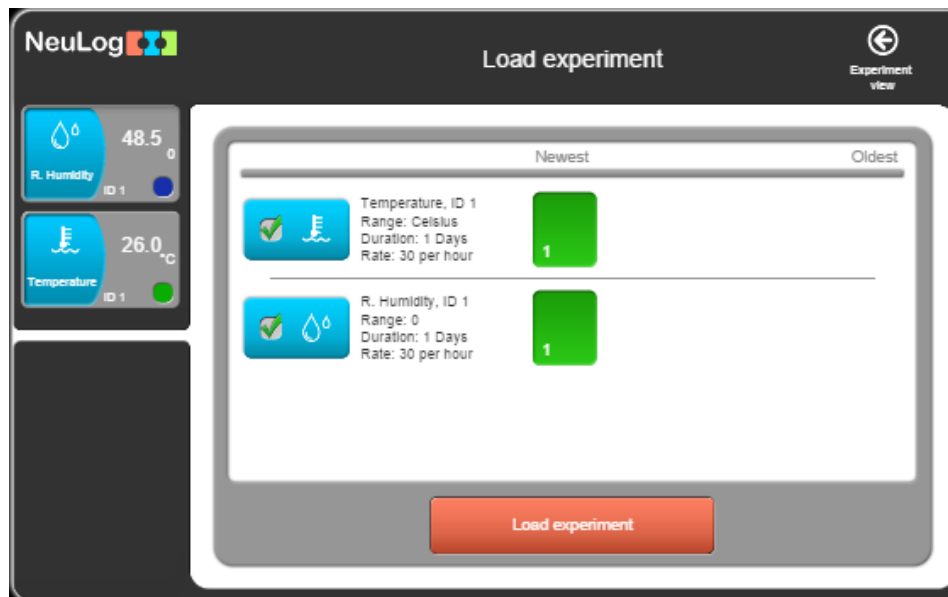 NeuLog
Load experiment
Experiment
view
48.5
0
R. Humidity
ID 1
26.0
°C
Temperature
ID 1
Newest
Oldest
Temperature, ID 1
Range: Celsius
Duration: 1 Days
Rate: 30 per hour
1
R. Humidity, ID 1
Range: 0
Duration: 1 Days
Rate: 30 per hour
1
Load experiment